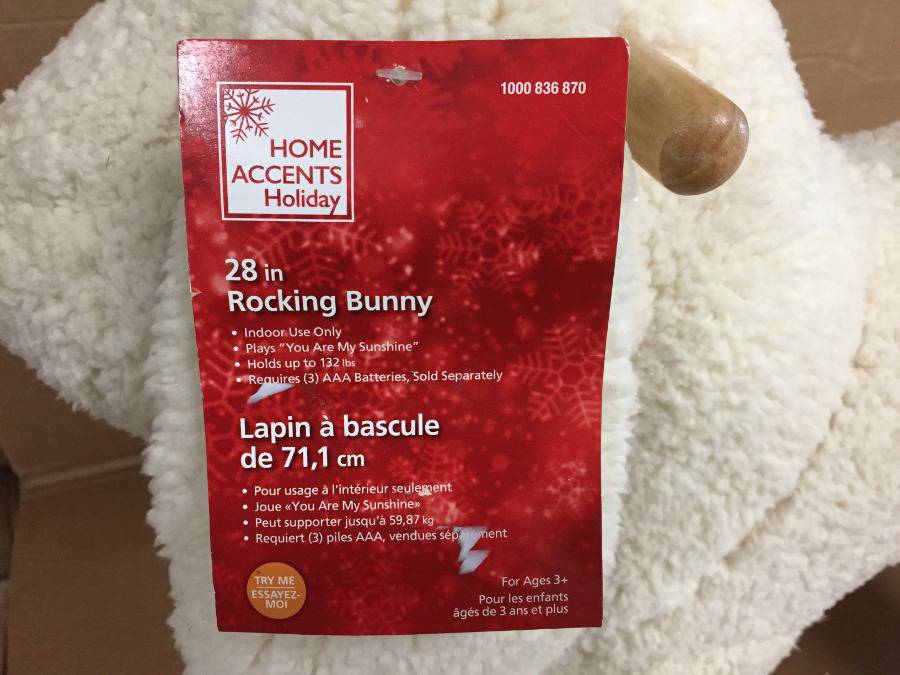 1000 836 870
HOME
ACCENTS
Holiday
28 in
Rocking Bunny
• Indoor Use Only
• Plays "You Are My Sunshine"
• Holds up to 132 lbs
• Requires (3) AAA Batteries, Sold Separately
Lapin à bascule
de 71,1 cm
• Pour usage à l'intérieur seulement
• Joue «You Are My Sunshine»
• Peut supporter jusqu'à 59,87 kg
• Requiert (3) piles AAA, vendues séparément
TRY ME
ESSAYEZ-
MOI
For Ages 3+
Pour les enfants
âgés de 3 ans et plus